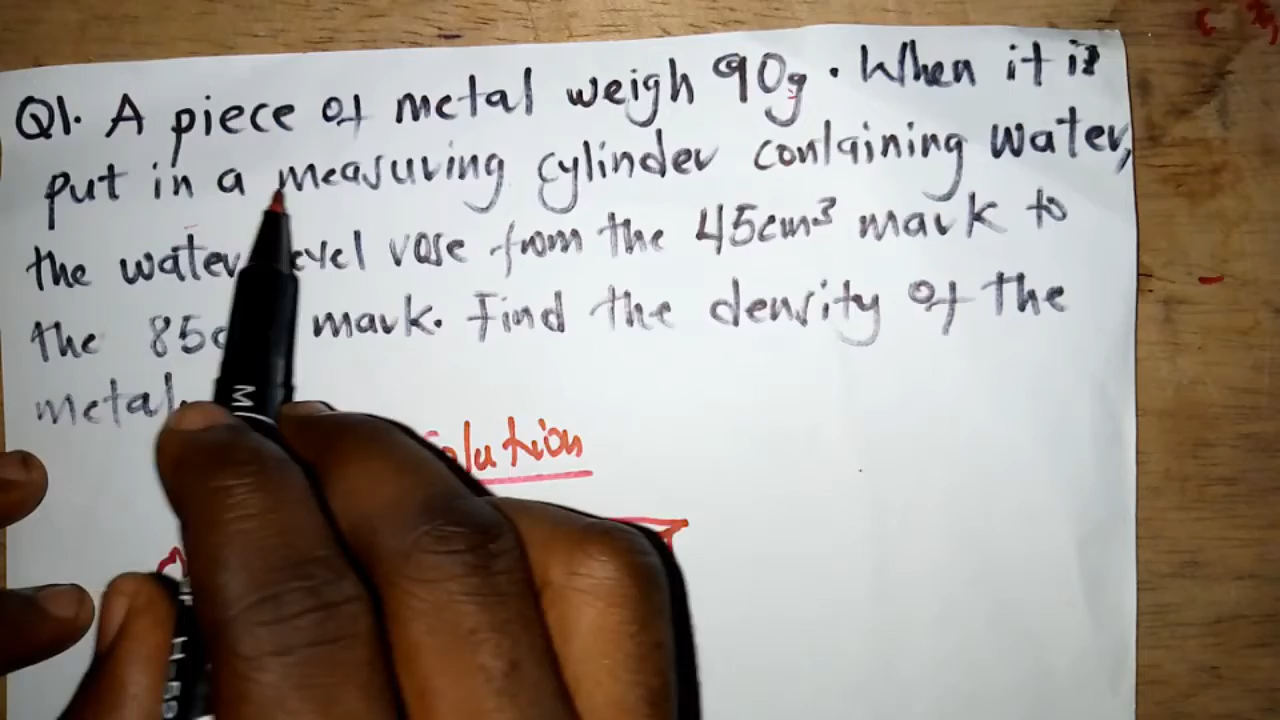 Q1. A piece of metal weigh 90g. When it is
put in a measuring cylinder containing water,
the water level rose from the 45cm³ mark to
the 85c mark. Find the density of the
metal.
Solution